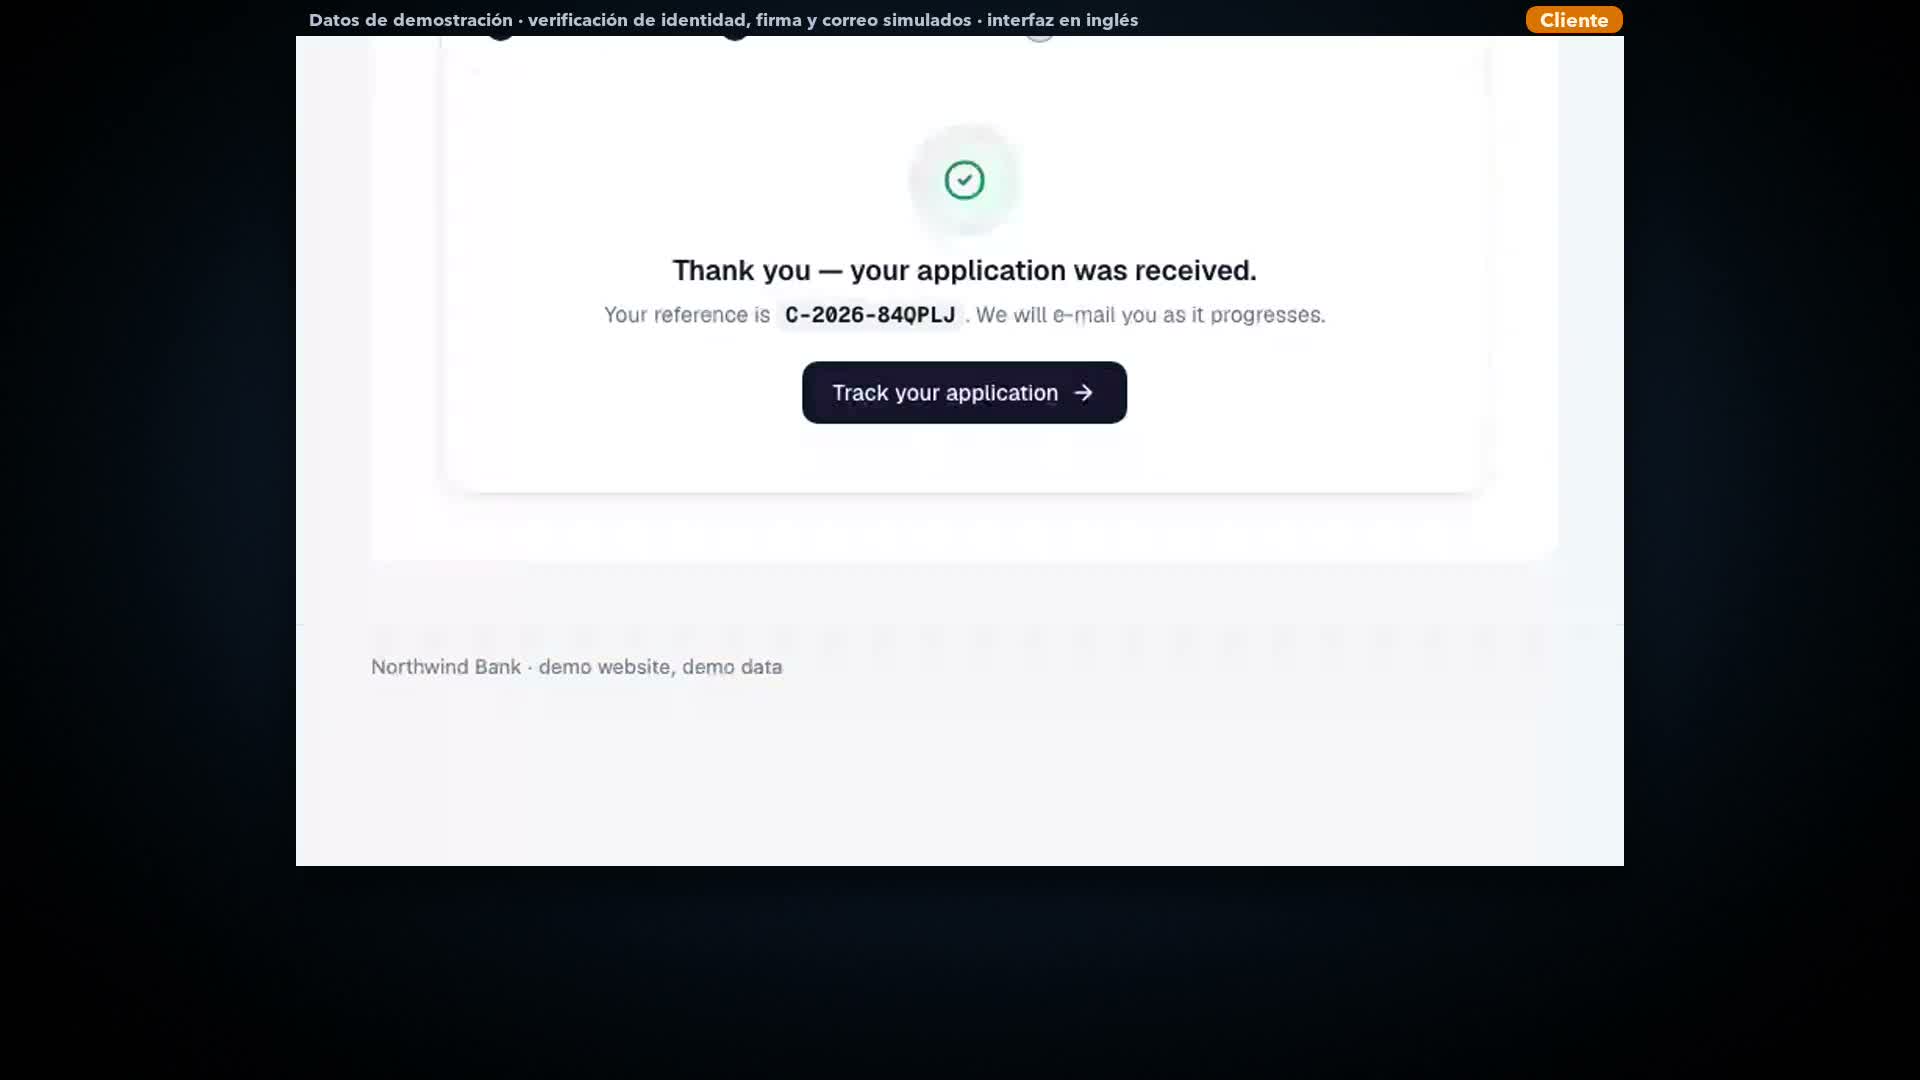 Datos de demostración · verificación de identidad, firma y correo simulados · interfaz en inglés
Cliente
Thank you — your application was received.
Your reference is C-2026-84QPLJ . We will e-mail you as it progresses.
Track your application →
Northwind Bank · demo website, demo data